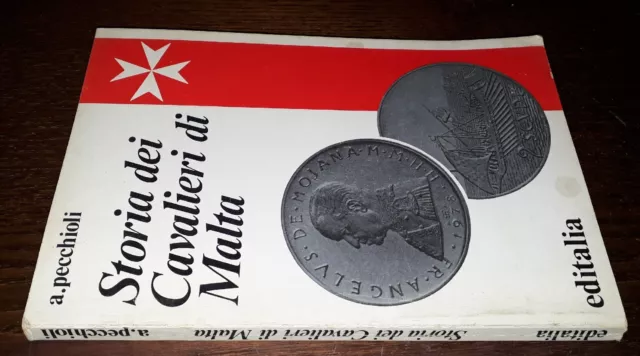 a.pecchioli
Storia dei
Cavalieri di
Malta
FR·ANGELVS·DE·MOJANA·M·M·H·H·
editalia
a.pecchioli
Storia dei Cavalieri di Malta
editalia